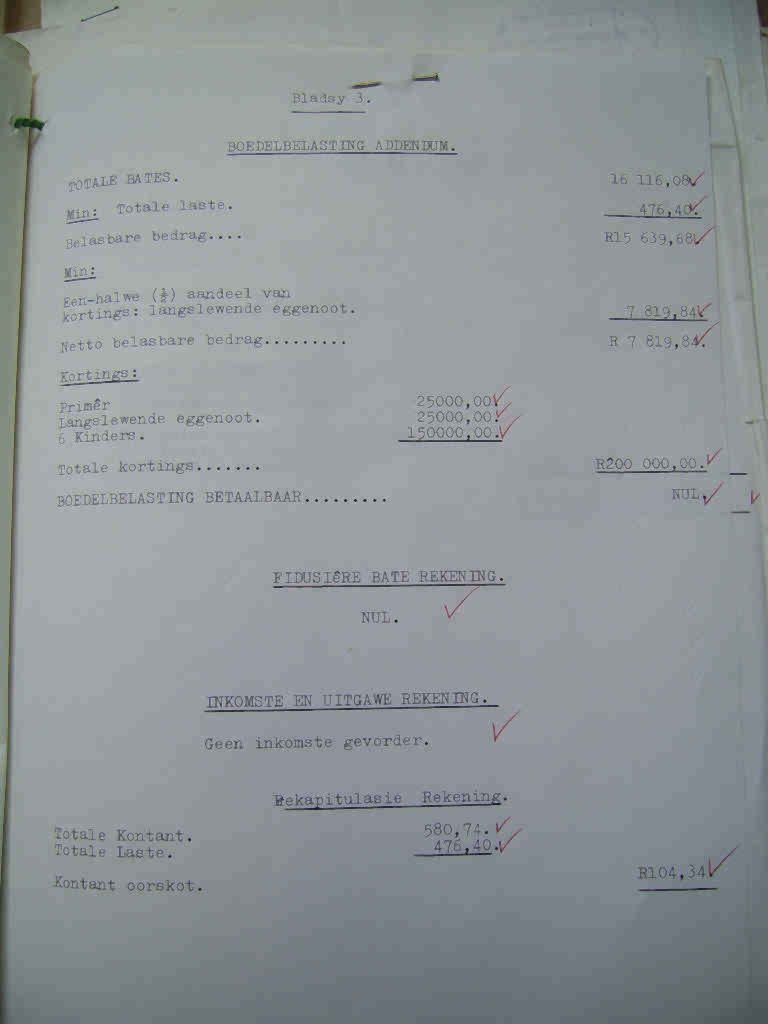 Bladsy 3.
BOEDELBELASTING ADDENDUM.
TOTALE BATES. 16 116,08
Min: Totale laste. 476,40.
Belasbare bedrag.... R15 639,68
Min:
Een-halwe (½) aandeel van
kortings: langslewende eggenoot. 7 819,84
Netto belasbare bedrag......... R 7 819,84.
Kortings:
Primêr 25000,00.
Langslewende eggenoot. 25000,00.
6 Kinders. 150000,00.
Totale kortings....... R200 000,00.
BOEDELBELASTING BETAALBAAR......... NUL.
FIDUSIêRE BATE REKENING.
NUL.
INKOMSTE EN UITGAWE REKENING.
Geen inkomste gevorder.
Rekapitulasie Rekening.
Totale Kontant. 580,74.
Totale Laste. 476,40.
Kontant oorskot. R104,34